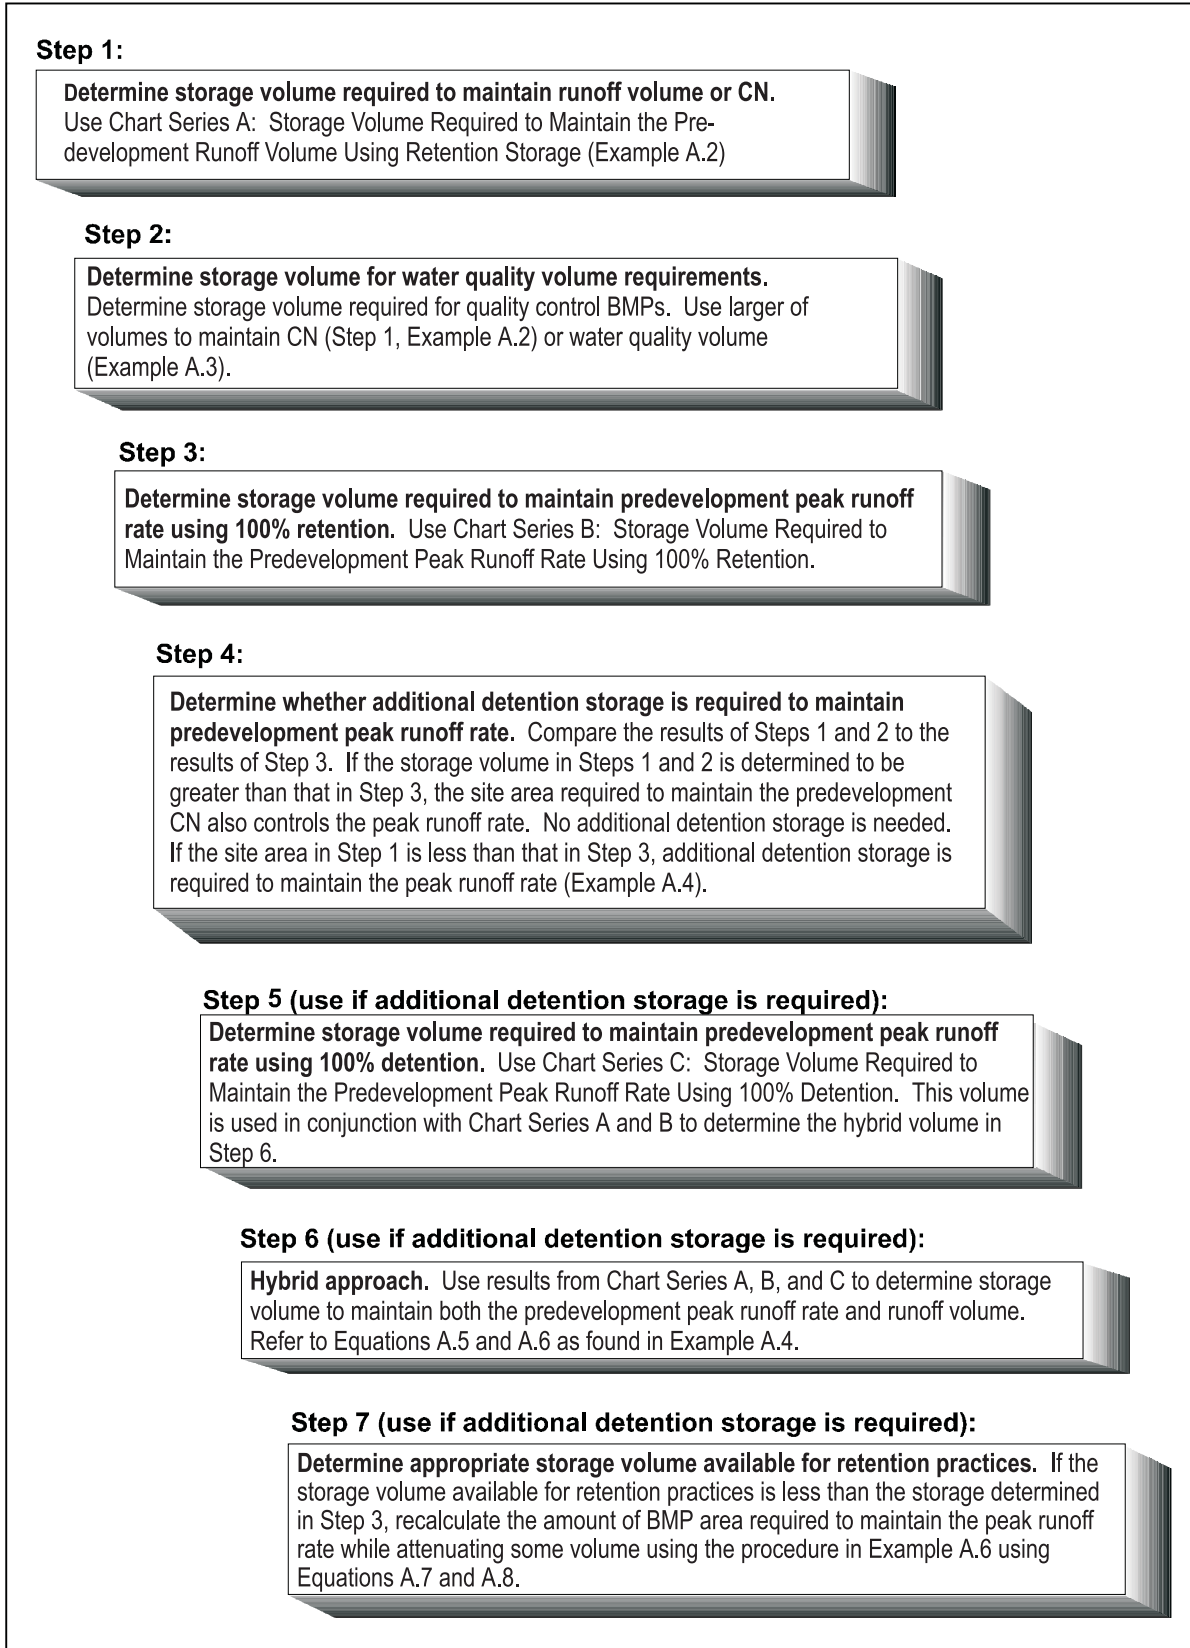 Step 1:
Determine storage volume required to maintain runoff volume or CN.
Use Chart Series A: Storage Volume Required to Maintain the Pre-
development Runoff Volume Using Retention Storage (Example A.2)
Step 2:
Determine storage volume for water quality volume requirements.
Determine storage volume required for quality control BMPs. Use larger of
volumes to maintain CN (Step 1, Example A.2) or water quality volume
(Example A.3).
Step 3:
Determine storage volume required to maintain predevelopment peak runoff
rate using 100% retention. Use Chart Series B: Storage Volume Required to
Maintain the Predevelopment Peak Runoff Rate Using 100% Retention.
Step 4:
Determine whether additional detention storage is required to maintain
predevelopment peak runoff rate. Compare the results of Steps 1 and 2 to the
results of Step 3. If the storage volume in Steps 1 and 2 is determined to be
greater than that in Step 3, the site area required to maintain the predevelopment
CN also controls the peak runoff rate. No additional detention storage is needed.
If the site area in Step 1 is less than that in Step 3, additional detention storage is
required to maintain the peak runoff rate (Example A.4).
Step 5 (use if additional detention storage is required):
Determine storage volume required to maintain predevelopment peak runoff
rate using 100% detention. Use Chart Series C: Storage Volume Required to
Maintain the Predevelopment Peak Runoff Rate Using 100% Detention. This volume
is used in conjunction with Chart Series A and B to determine the hybrid volume in
Step 6.
Step 6 (use if additional detention storage is required):
Hybrid approach. Use results from Chart Series A, B, and C to determine storage
volume to maintain both the predevelopment peak runoff rate and runoff volume.
Refer to Equations A.5 and A.6 as found in Example A.4.
Step 7 (use if additional detention storage is required):
Determine appropriate storage volume available for retention practices. If the
storage volume available for retention practices is less than the storage determined
in Step 3, recalculate the amount of BMP area required to maintain the peak runoff
rate while attenuating some volume using the procedure in Example A.6 using
Equations A.7 and A.8.